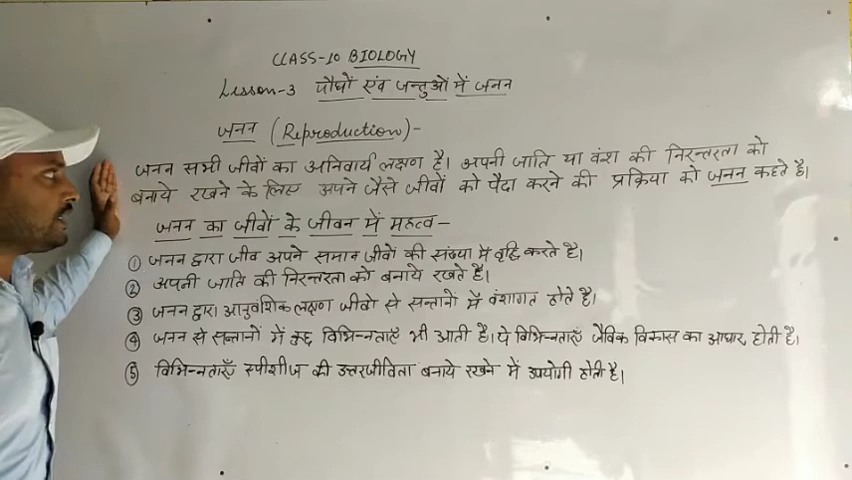 CLASS-10 BIOLOGY
Lesson-3 पौधों एंव जन्तुओं में जनन
जनन (Reproduction)-
जनन सभी जीवों का अनिवार्य लक्षण है। अपनी जाति या वंश की निरन्तरता को
बनाये रखने के लिए अपने जैसे जीवों को पैदा करने की प्रक्रिया को जनन कहते है।
जनन का जीवों के जीवन में महत्व-
① जनन द्वारा जीव अपने समान जीवों की संख्या में वृद्धि करते है।
② अपनी जाति की निरन्तरता को बनाये रखते है।
③ जनन द्वारा आनुवंशिक लक्षण जीवो से सन्तानों में वंशागत होते है।
④ जनन से सन्तानों में कुछ विभिन्नताएँ भी आती है। ये विभिन्नताएँ जैविक विकास का आधार होती है।
⑤ विभिन्नताएँ स्पीशीज की उत्तरजीविता बनाये रखने में उपयोगी होती है।